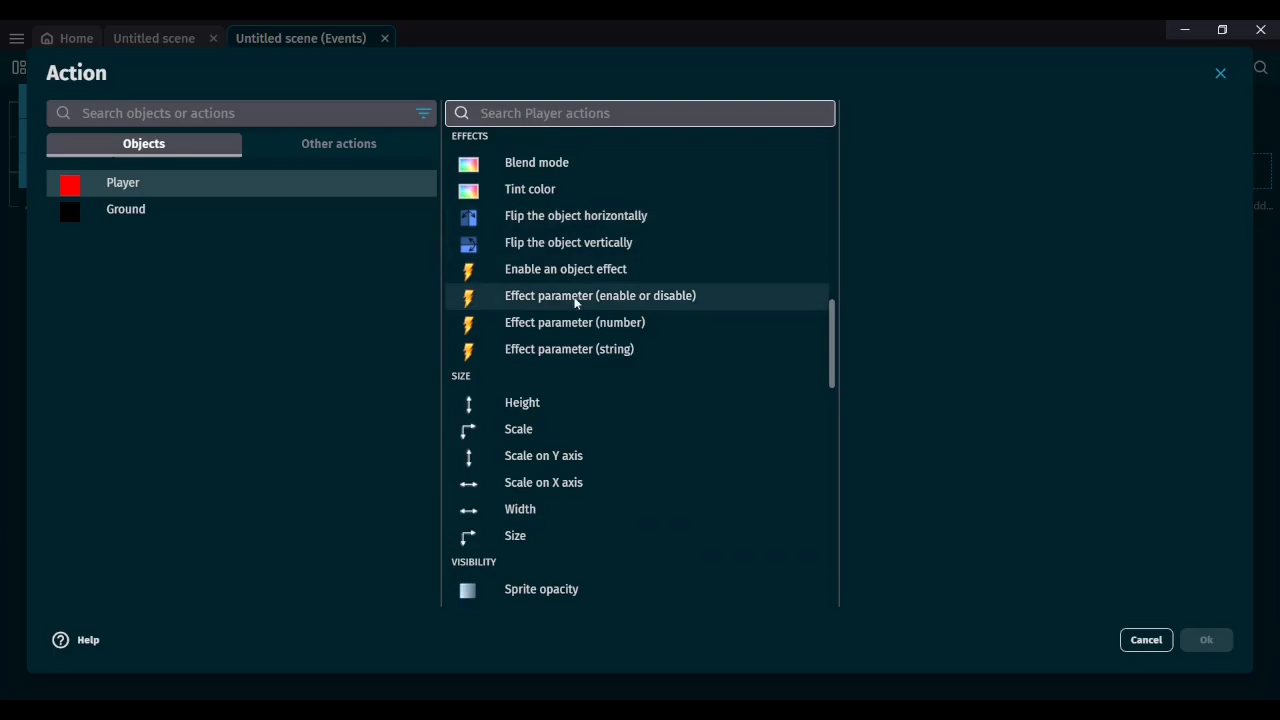 Home
Untitled scene
Untitled scene (Events)
Action
Search objects or actions
Search Player actions
Objects
Other actions
EFFECTS
Player
Ground
Blend mode
Tint color
Flip the object horizontally
Flip the object vertically
Enable an object effect
Effect parameter (enable or disable)
Effect parameter (number)
Effect parameter (string)
SIZE
Height
Scale
Scale on Y axis
Scale on X axis
Width
Size
VISIBILITY
Sprite opacity
dd...
Help
Cancel
Ok